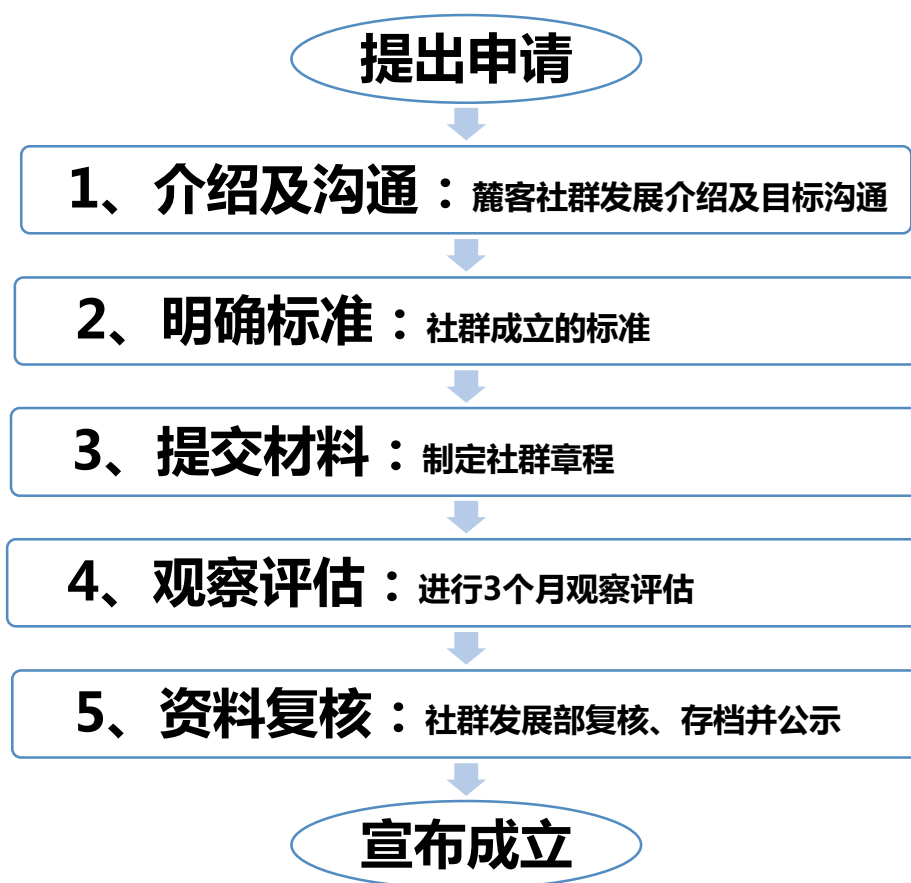 提出申请
1、介绍及沟通：麓客社群发展介绍及目标沟通
2、明确标准：社群成立的标准
3、提交材料：制定社群章程
4、观察评估：进行3个月观察评估
5、资料复核：社群发展部复核、存档并公示
宣布成立